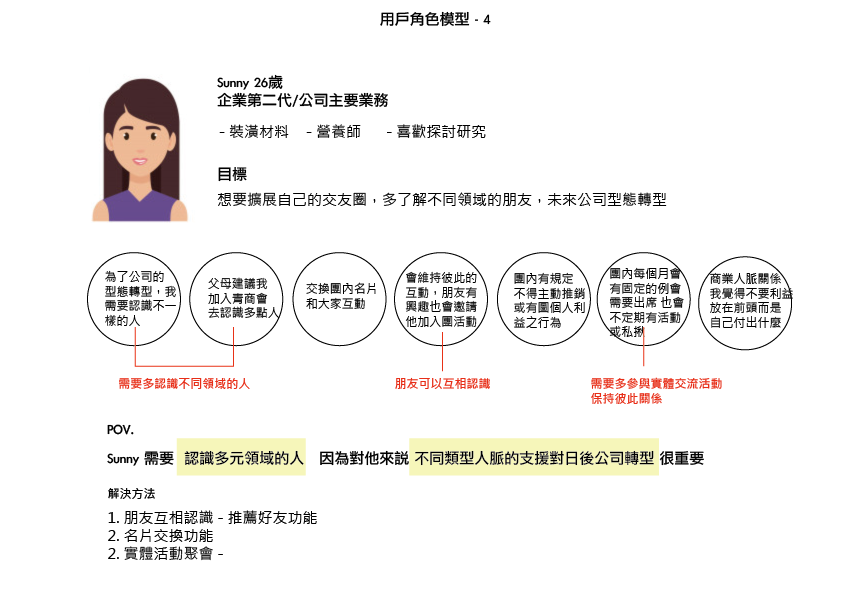 用戶角色模型 - 4
Sunny 26歲
企業第二代/公司主要業務
- 裝潢材料 - 營養師 - 喜歡探討研究
目標
想要擴展自己的交友圈，多了解不同領域的朋友，未來公司型態轉型
為了公司的
型態轉型，我
需要認識不一
樣的人
父母建議我
加入青商會
去認識多點人
交換團內名片
和大家互動
會維持彼此的
互動，朋友有
興趣也會邀請
他加入團活動
團內有規定
不得主動推銷
或有圖個人利
益之行為
團內每個月會
有固定的例會
需要出席 也會
不定期有活動
或私揪
商業人脈關係
我覺得不要利益
放在前頭而是
自己付出什麼
需要多認識不同領域的人
朋友可以互相認識
需要多參與實體交流活動
保持彼此關係
POV.
Sunny 需要 認識多元領域的人 因為對他來說 不同類型人脈的支援對日後公司轉型 很重要
解決方法
1. 朋友互相認識 - 推薦好友功能
2. 名片交換功能
2. 實體活動聚會 -